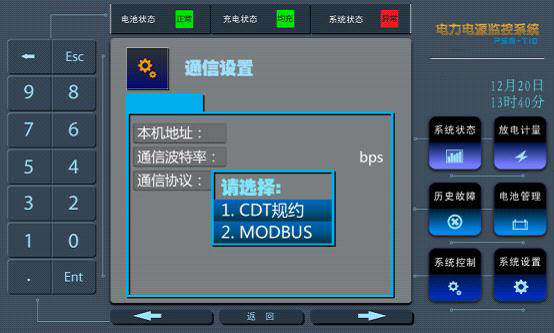 电池状态 正常 充电状态 均充 系统状态 异常
电力电源监控系统
PSM-T10
Esc
通信设置
12月20日
13时40分
9 8
7 6
5 4
3 2
1 0
. Ent
本机地址：
通信波特率： bps
通信协议：
请选择:
1. CDT规约
2. MODBUS
系统状态 放电计量
历史故障 电池管理
系统控制 系统设置
返 回